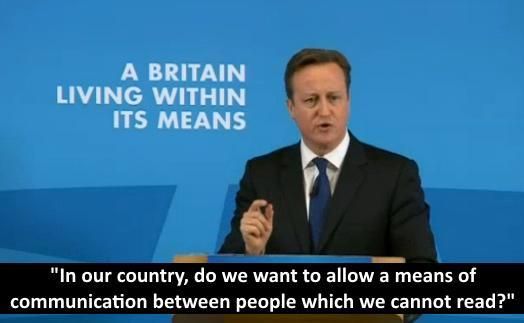 A BRITAIN
LIVING WITHIN
ITS MEANS
"In our country, do we want to allow a means of
communication between people which we cannot read?"